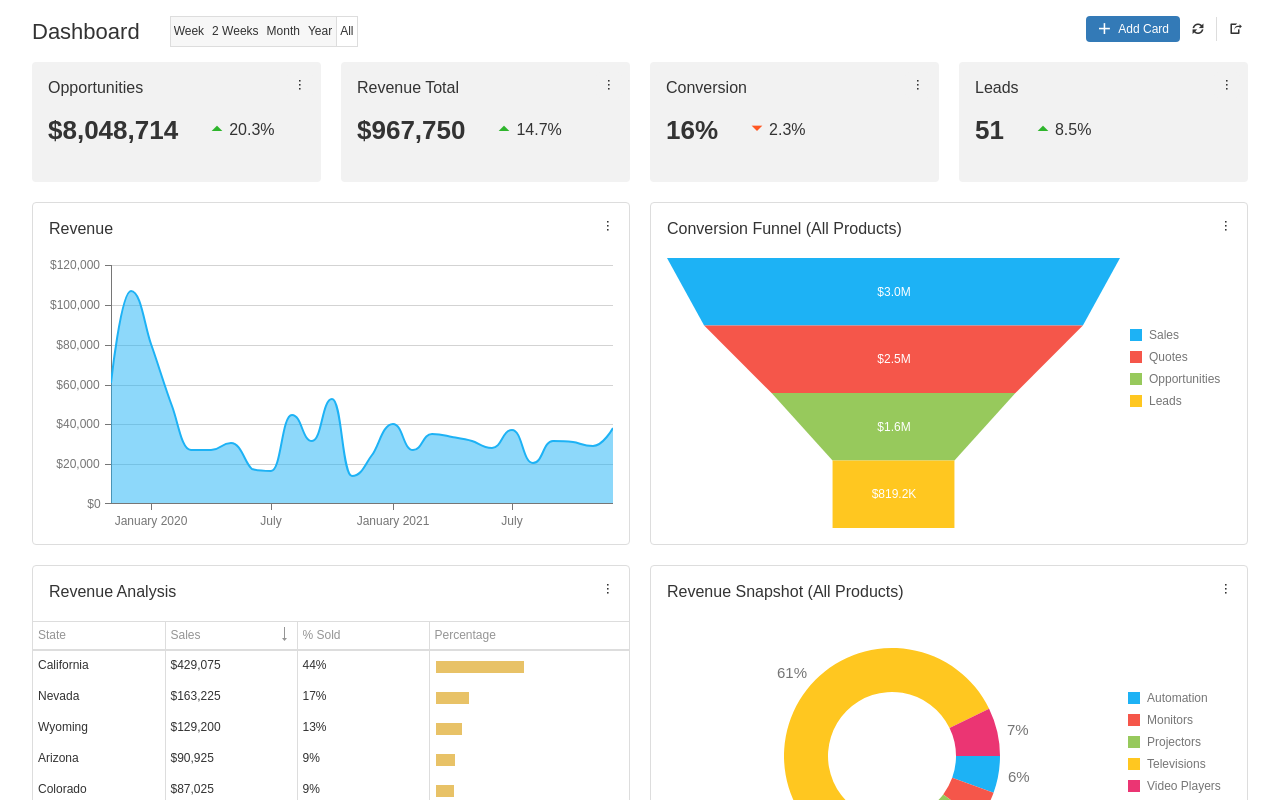 Dashboard
Week 2 Weeks Month Year All
Add Card
Opportunities
$8,048,714
20.3%
Revenue Total
$967,750
14.7%
Conversion
16%
2.3%
Leads
51
8.5%
Revenue
$120,000
$100,000
$80,000
$60,000
$40,000
$20,000
$0
January 2020
July
January 2021
July
Conversion Funnel (All Products)
$3.0M
$2.5M
$1.6M
$819.2K
Sales
Quotes
Opportunities
Leads
Revenue Analysis
State Sales % Sold Percentage
California $429,075 44%
Nevada $163,225 17%
Wyoming $129,200 13%
Arizona $90,925 9%
Colorado $87,025 9%
Revenue Snapshot (All Products)
61%
7%
6%
Automation
Monitors
Projectors
Televisions
Video Players